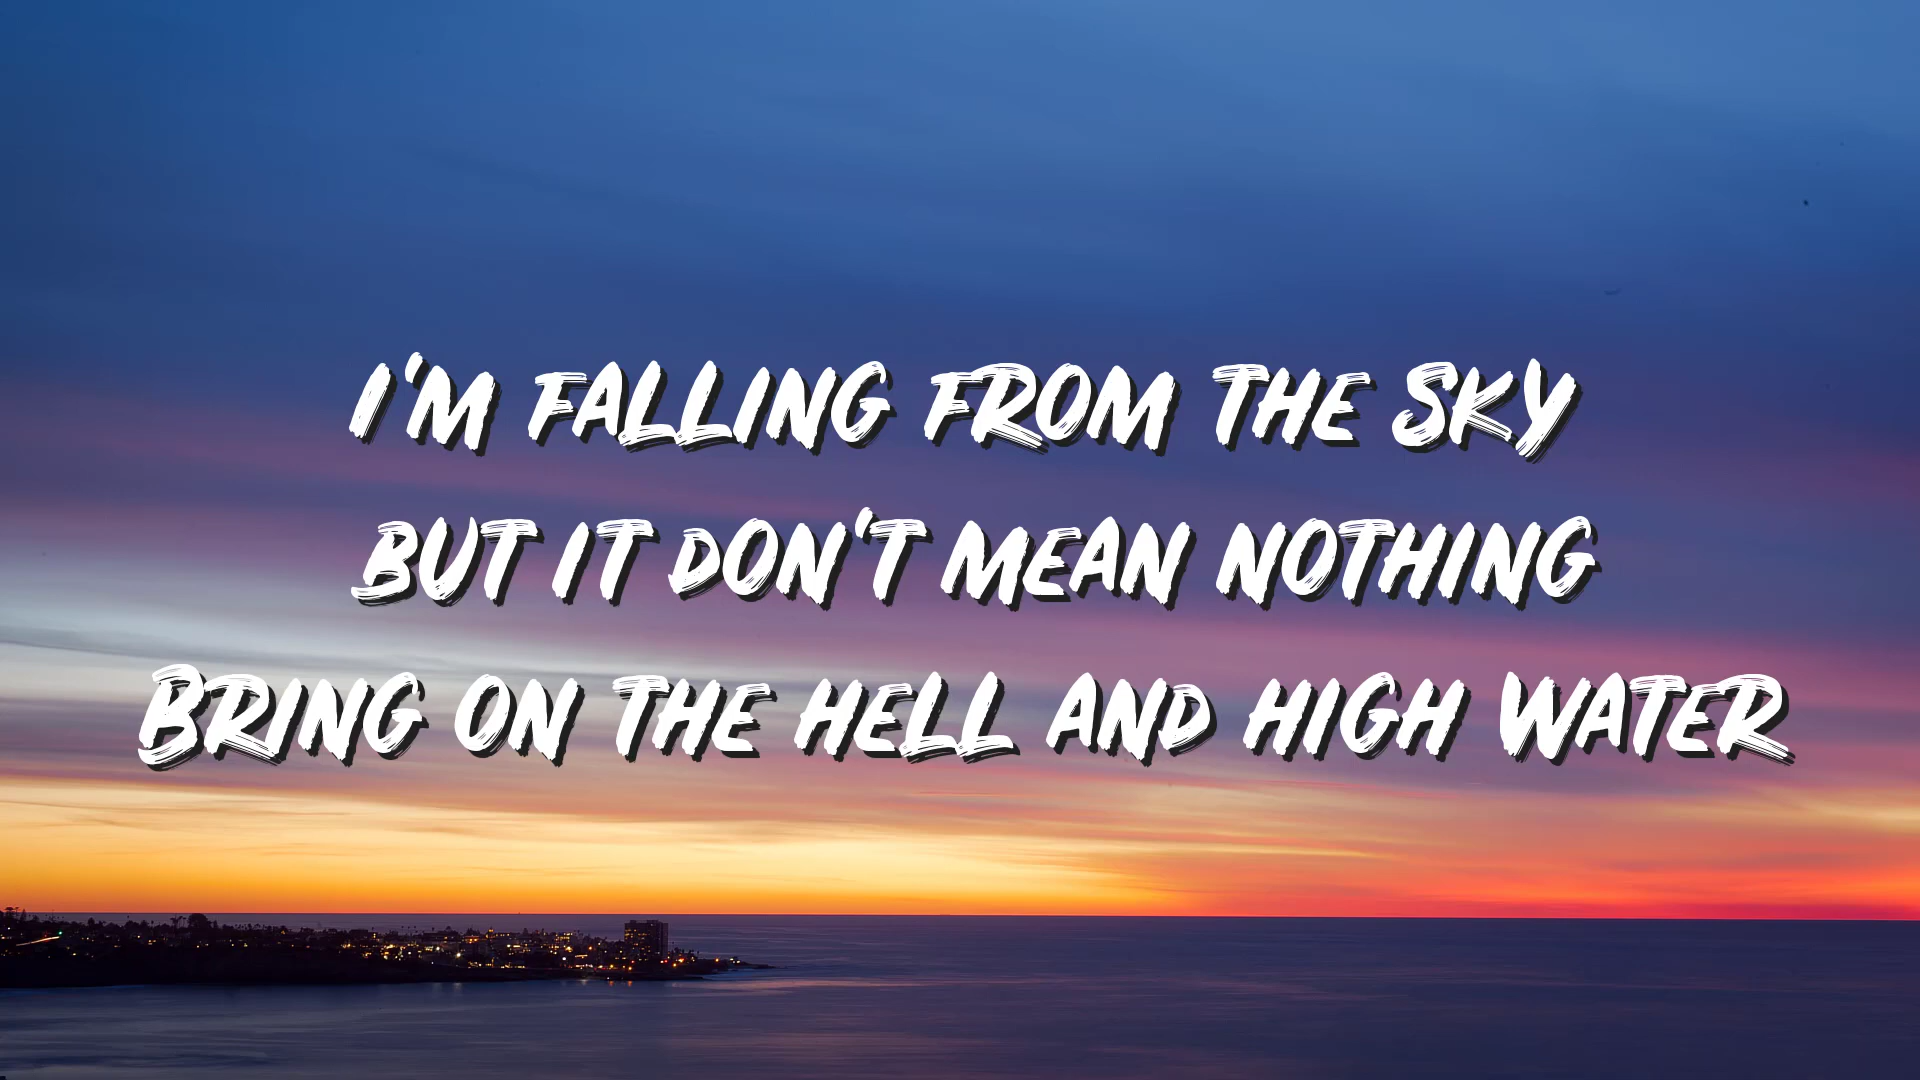 I'M FALLING FROM THE SKY
BUT IT DON'T MEAN NOTHING
BRING ON THE HELL AND HIGH WATER